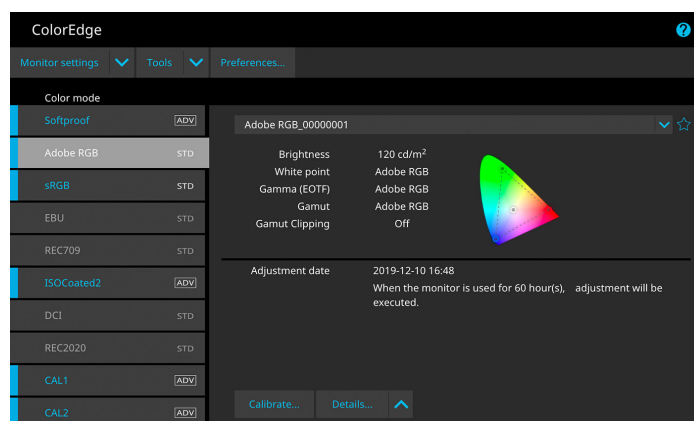 ColorEdge
?
Monitor settings Tools Preferences...
Color mode
Softproof ADV
Adobe RGB STD
sRGB STD
EBU STD
REC709 STD
ISOCoated2 ADV
DCI STD
REC2020 STD
CAL1 ADV
CAL2 ADV
Adobe RGB_00000001
Brightness 120 cd/m²
White point Adobe RGB
Gamma (EOTF) Adobe RGB
Gamut Adobe RGB
Gamut Clipping Off
Adjustment date 2019-12-10 16:48
When the monitor is used for 60 hour(s), adjustment will be
executed.
Calibrate... Details...